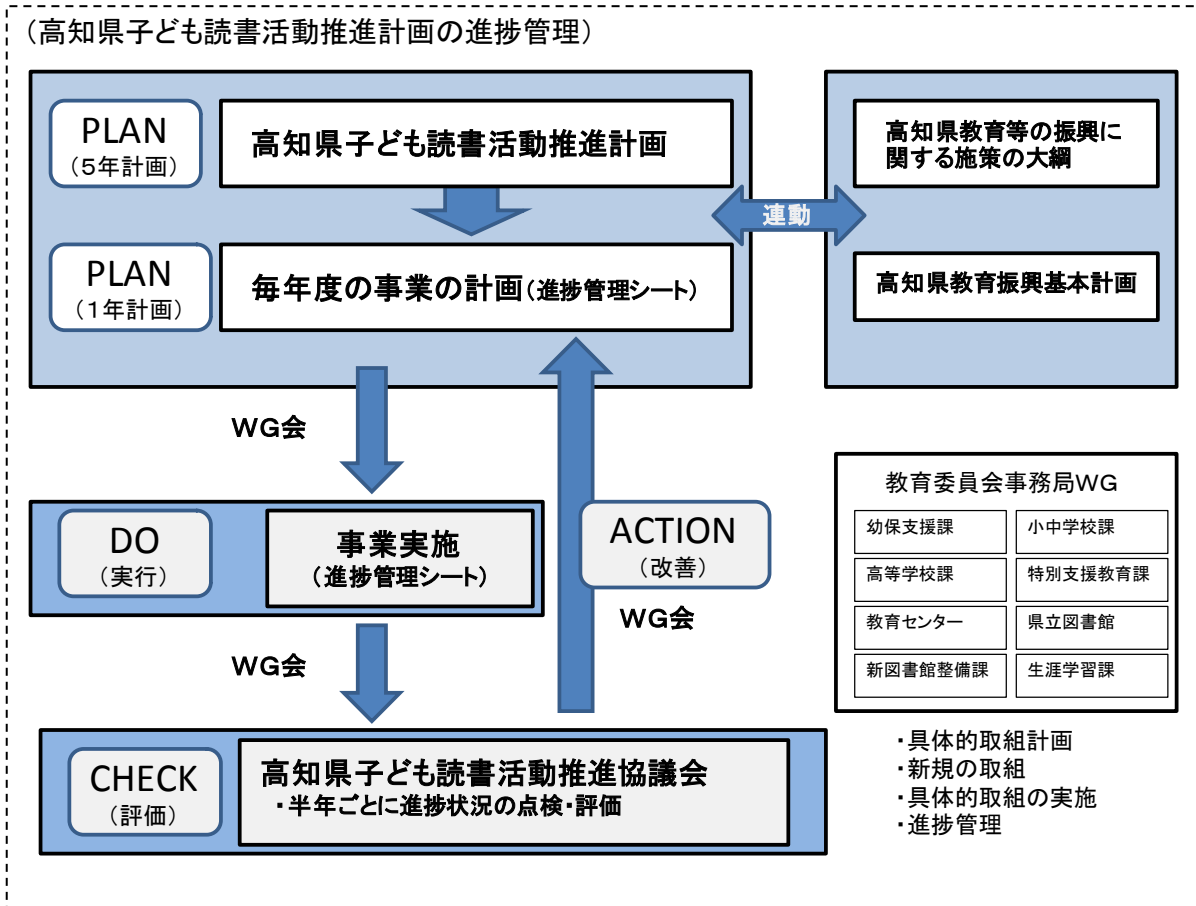 （高知県子ども読書活動推進計画の進捗管理）
PLAN
（５年計画）
高知県子ども読書活動推進計画
PLAN
（１年計画）
毎年度の事業の計画（進捗管理シート）
連動
高知県教育等の振興に
関する施策の大綱
高知県教育振興基本計画
ＷＧ会
DO
（実行）
事業実施
（進捗管理シート）
ACTION
（改善）
ＷＧ会
ＷＧ会
CHECK
（評価）
高知県子ども読書活動推進協議会
・半年ごとに進捗状況の点検・評価
教育委員会事務局ＷＧ
幼保支援課
小中学校課
高等学校課
特別支援教育課
教育センター
県立図書館
新図書館整備課
生涯学習課
・具体的取組計画
・新規の取組
・具体的取組の実施
・進捗管理